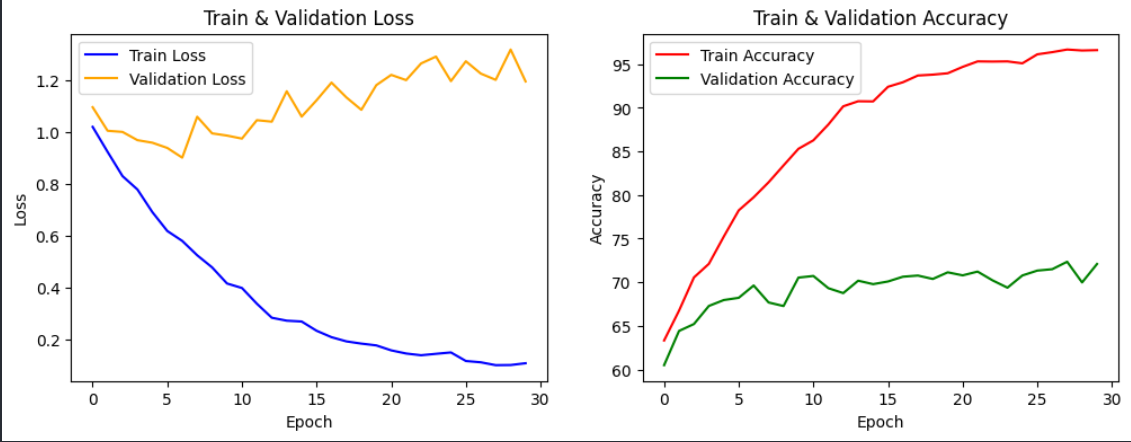 Train & Validation Loss
Train Loss
Validation Loss
1.2
1.0
0.8
0.6
0.4
0.2
Loss
0 5 10 15 20 25 30
Epoch
Train & Validation Accuracy
Train Accuracy
Validation Accuracy
95
90
85
80
75
70
65
60
Accuracy
0 5 10 15 20 25 30
Epoch